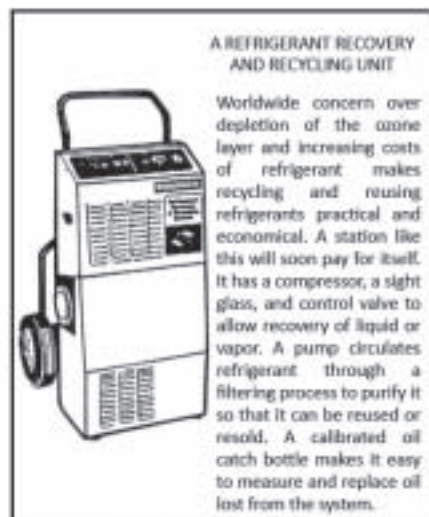 A REFRIGERANT RECOVERY
AND RECYCLING UNIT
Worldwide concern over
depletion of the ozone
layer and increasing costs
of refrigerant makes
recycling and reusing
refrigerants practical and
economical. A station like
this will soon pay for itself.
It has a compressor, a sight
glass, and control valve to
allow recovery of liquid or
vapor. A pump circulates
refrigerant through a
filtering process to purify it
so that it can be reused or
resold. A calibrated oil
catch bottle makes it easy
to measure and replace oil
lost from the system.